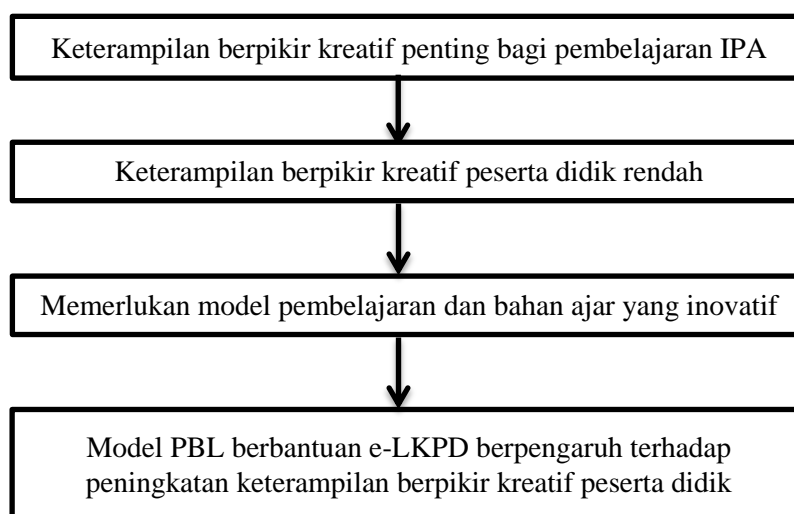 Keterampilan berpikir kreatif penting bagi pembelajaran IPA
Keterampilan berpikir kreatif peserta didik rendah
Memerlukan model pembelajaran dan bahan ajar yang inovatif
Model PBL berbantuan e-LKPD berpengaruh terhadap
peningkatan keterampilan berpikir kreatif peserta didik